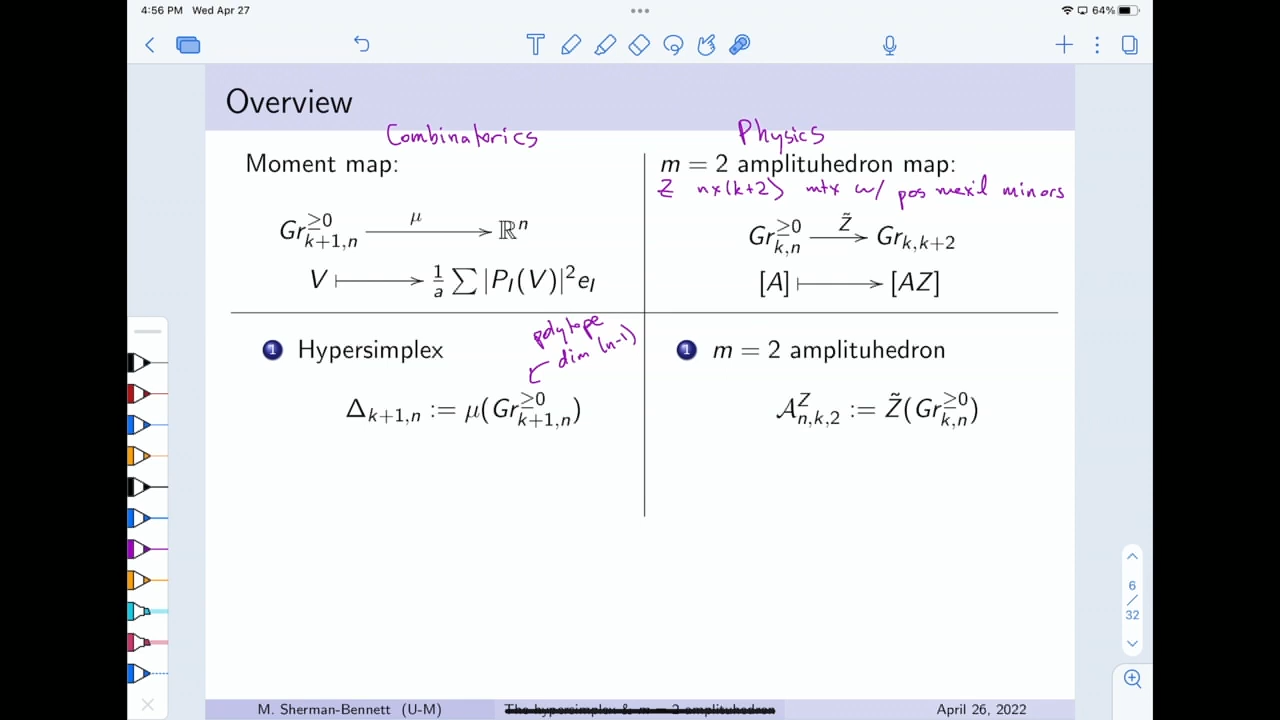 4:56 PM Wed Apr 27
64%
Overview
Combinatorics
Physics
Moment map:
m = 2 amplituhedron map:
Z n×(k+2) mtx w/ pos max'l minors
Gr^{≥0}_{k+1,n} →^{μ} ℝ^n
Gr^{≥0}_{k,n} →^{Z̃} Gr_{k,k+2}
V ↦ 1/a ∑ |P_I(V)|^2 e_I
[A] ↦ [AZ]
polytope
dim (n-1)
1 Hypersimplex
1 m = 2 amplituhedron
Δ_{k+1,n} := μ(Gr^{≥0}_{k+1,n})
𝒜^Z_{n,k,2} := Z̃(Gr^{≥0}_{k,n})
6
/
32
M. Sherman-Bennett (U-M)
The hypersimplex & m = 2 amplituhedron
April 26, 2022